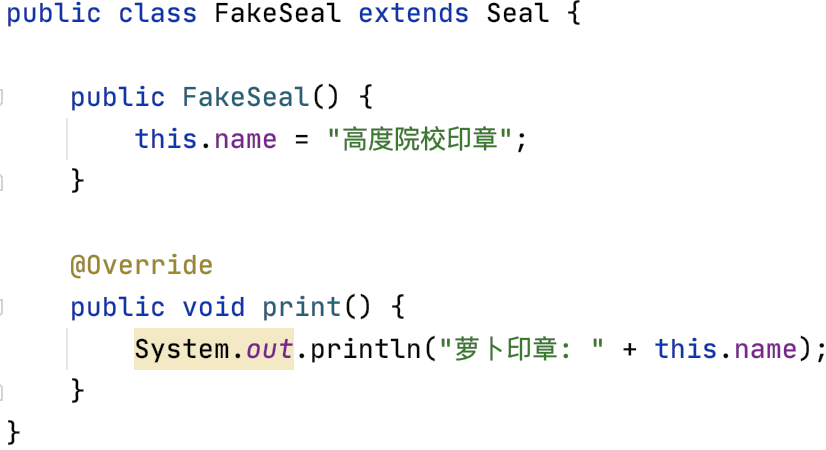 public class FakeSeal extends Seal {
public FakeSeal() {
this.name = "高度院校印章";
}
@Override
public void print() {
System.out.println("萝卜印章: " + this.name);
}
}